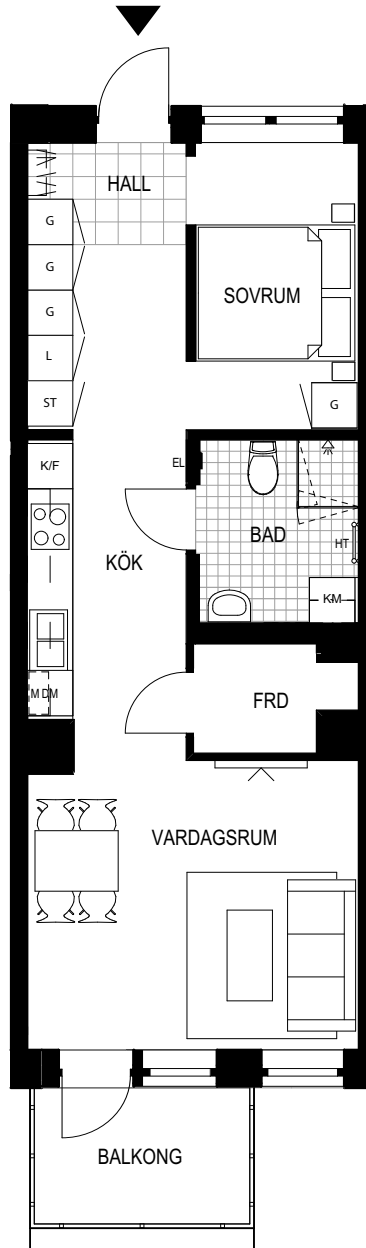 HALL
G
G
SOVRUM
G
L
ST
G
K/F
EL
BAD
HT
KÖK
KM
M DM
FRD
VARDAGSRUM
BALKONG